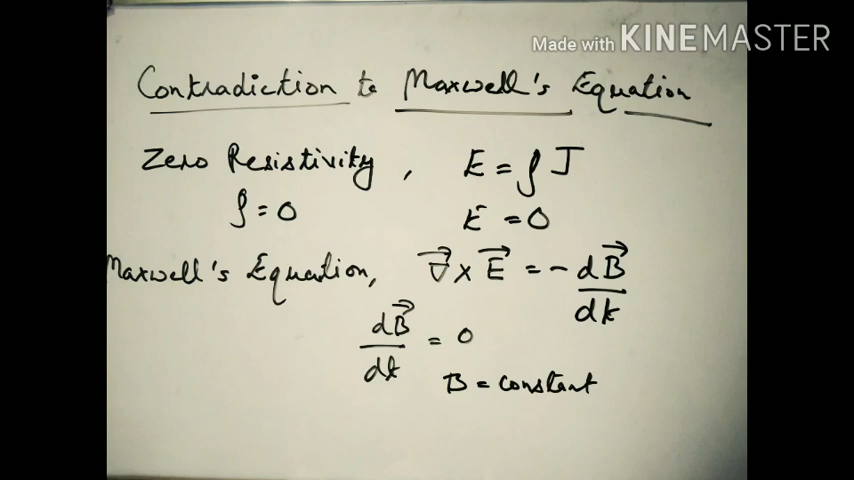 Made with KINEMASTER
Contradiction to Maxwell's Equation
Zero Resistivity, E = ρJ
ρ = 0 E = 0
Maxwell's Equation, ∇⃗ × E⃗ = - dB⃗/dt
dB⃗/dt = 0
B = constant